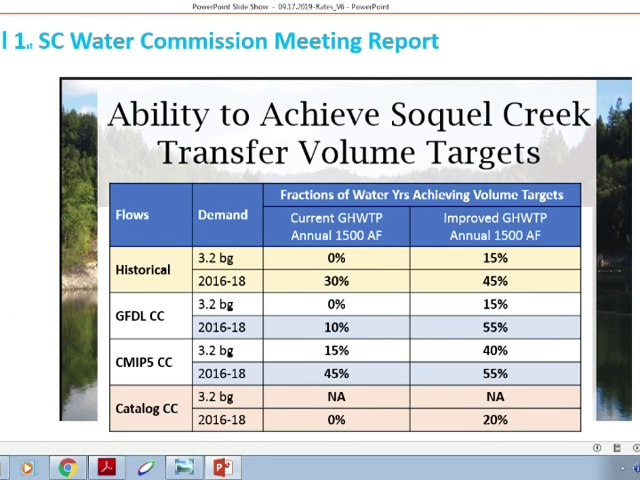 PowerPoint Slide Show - 09.17.2019-Rates_V6 - PowerPoint
l 1st SC Water Commission Meeting Report
Ability to Achieve Soquel Creek
Transfer Volume Targets
Flows Demand Fractions of Water Yrs Achieving Volume Targets
Current GHWTP Annual 1500 AF Improved GHWTP Annual 1500 AF
Historical 3.2 bg 0% 15%
2016-18 30% 45%
GFDL CC 3.2 bg 0% 15%
2016-18 10% 55%
CMIP5 CC 3.2 bg 15% 40%
2016-18 45% 55%
Catalog CC 3.2 bg NA NA
2016-18 0% 20%